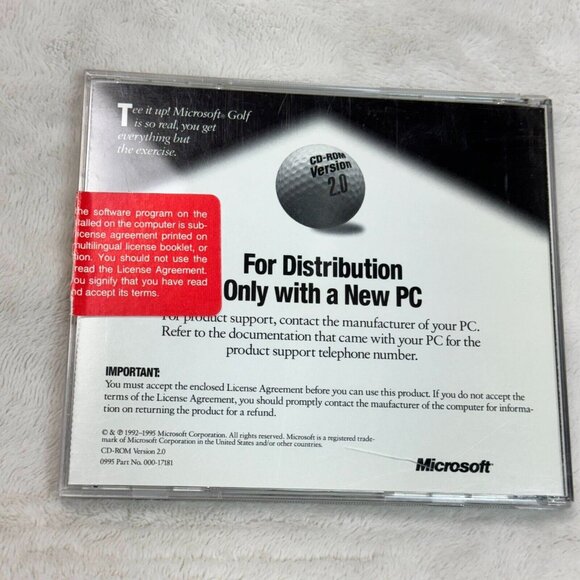 Tee it up! Microsoft® Golf
is so real, you get
everything but
the exercise.
CD-ROM
Version
2.0
he software program on the
talled on the computer is sub-
license agreement printed on
multilingual license booklet, or
tion. You should not use the
read the License Agreement.
you signify that you have read
nd accept its terms.
For Distribution
Only with a New PC
For product support, contact the manufacturer of your PC.
Refer to the documentation that came with your PC for the
product support telephone number.
IMPORTANT:
You must accept the enclosed License Agreement before you can use this product. If you do not accept the
terms of the License Agreement, you should promptly contact the manufacturer of the computer for informa-
tion on returning the product for a refund.
© & ℗ 1992–1995 Microsoft Corporation. All rights reserved. Microsoft is a registered trade-
mark of Microsoft Corporation in the United States and/or other countries.
CD-ROM Version 2.0
0995 Part No. 000-17181
Microsoft